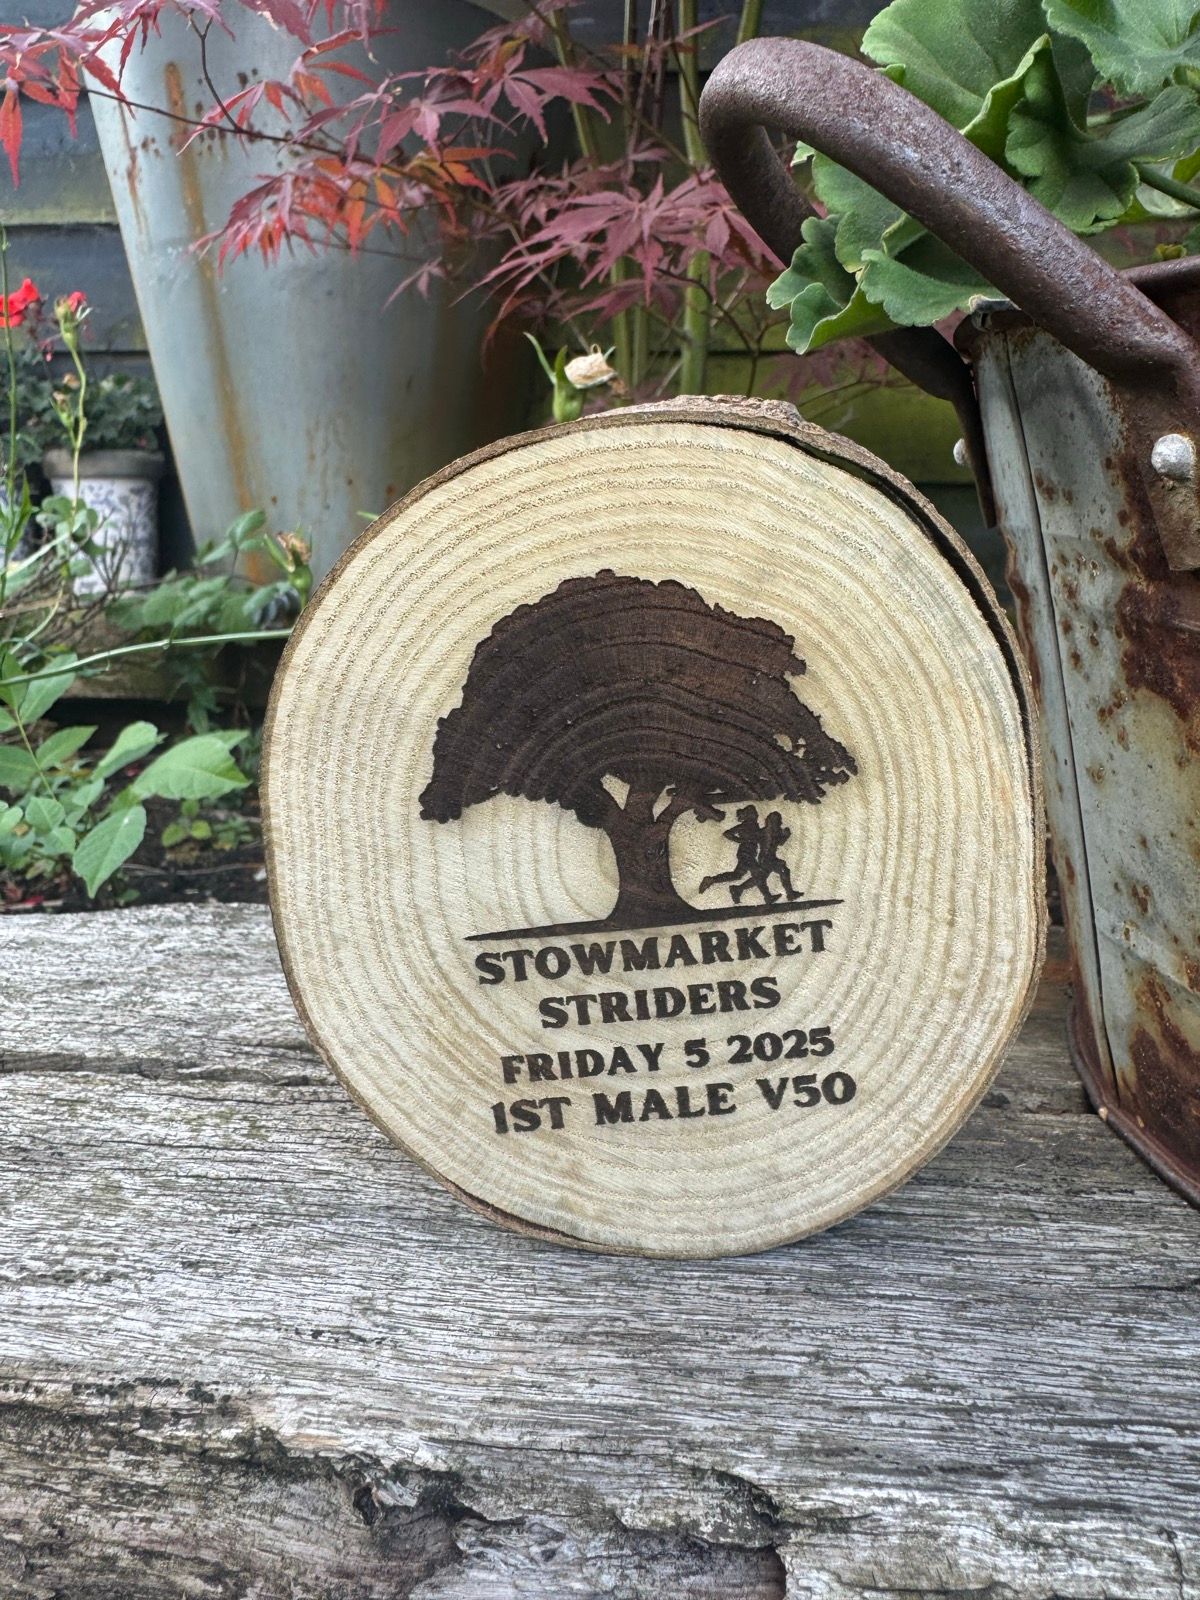 STOWMARKET
STRIDERS
FRIDAY 5 2025
1ST MALE V50